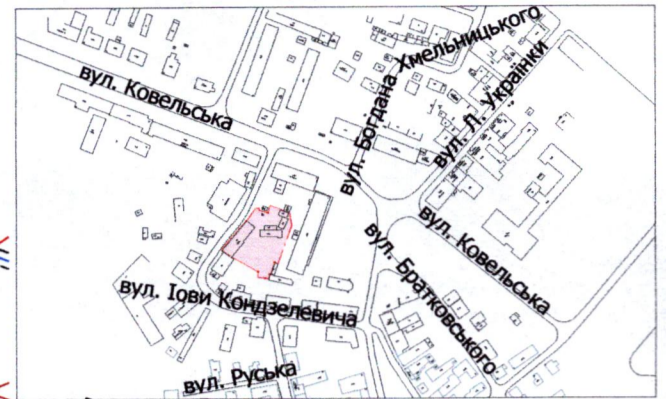 вул. Ковельська
вул. Богдана Хмельницького
вул. Л. Українки
вул. Ковельська
вул. Братковського
вул. Іови Кондзелевича
вул. Руська